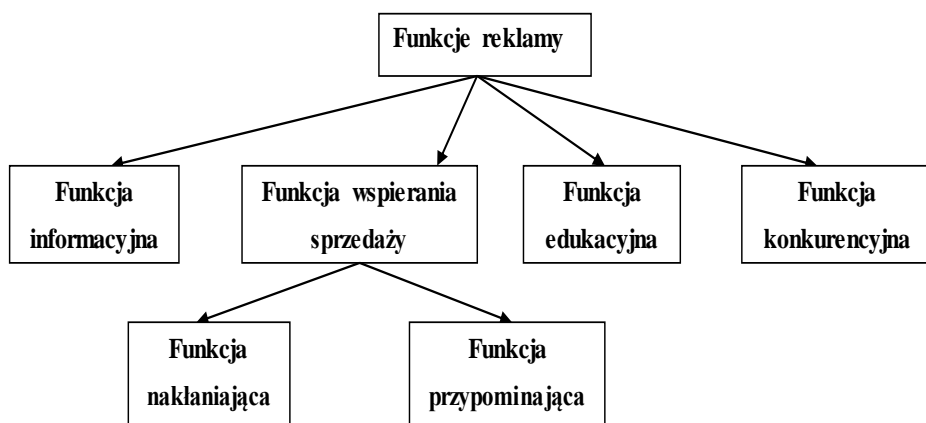 Funkcje reklamy
Funkcja
informacyjna
Funkcja wspierania
sprzedaży
Funkcja
edukacyjna
Funkcja
konkurencyjna
Funkcja
nakłaniająca
Funkcja
przypominająca